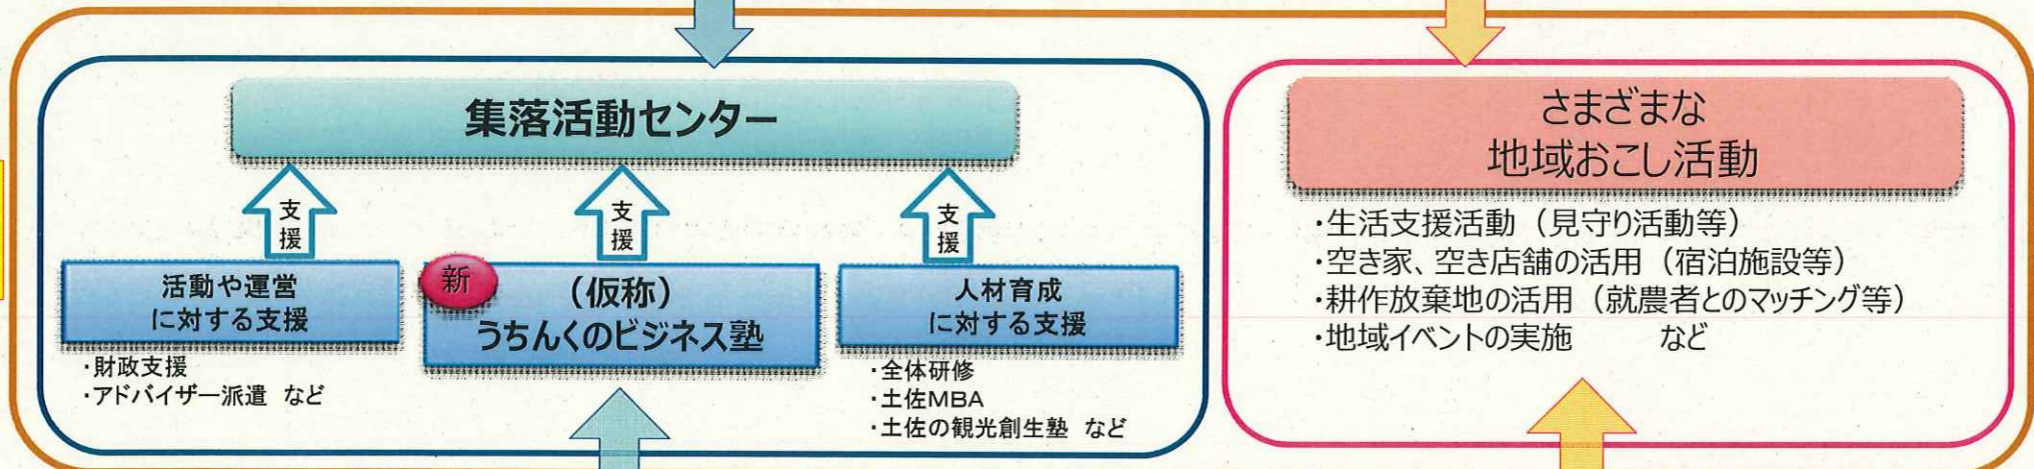 集落活動センター
支援
支援
支援
活動や運営
に対する支援
・財政支援
・アドバイザー派遣 など
新
(仮称)
うちんくのビジネス塾
人材育成
に対する支援
・全体研修
・土佐MBA
・土佐の観光創生塾 など
さまざまな
地域おこし活動
・生活支援活動（見守り活動等）
・空き家、空き店舗の活用（宿泊施設等）
・耕作放棄地の活用（就農者とのマッチング等）
・地域イベントの実施 など